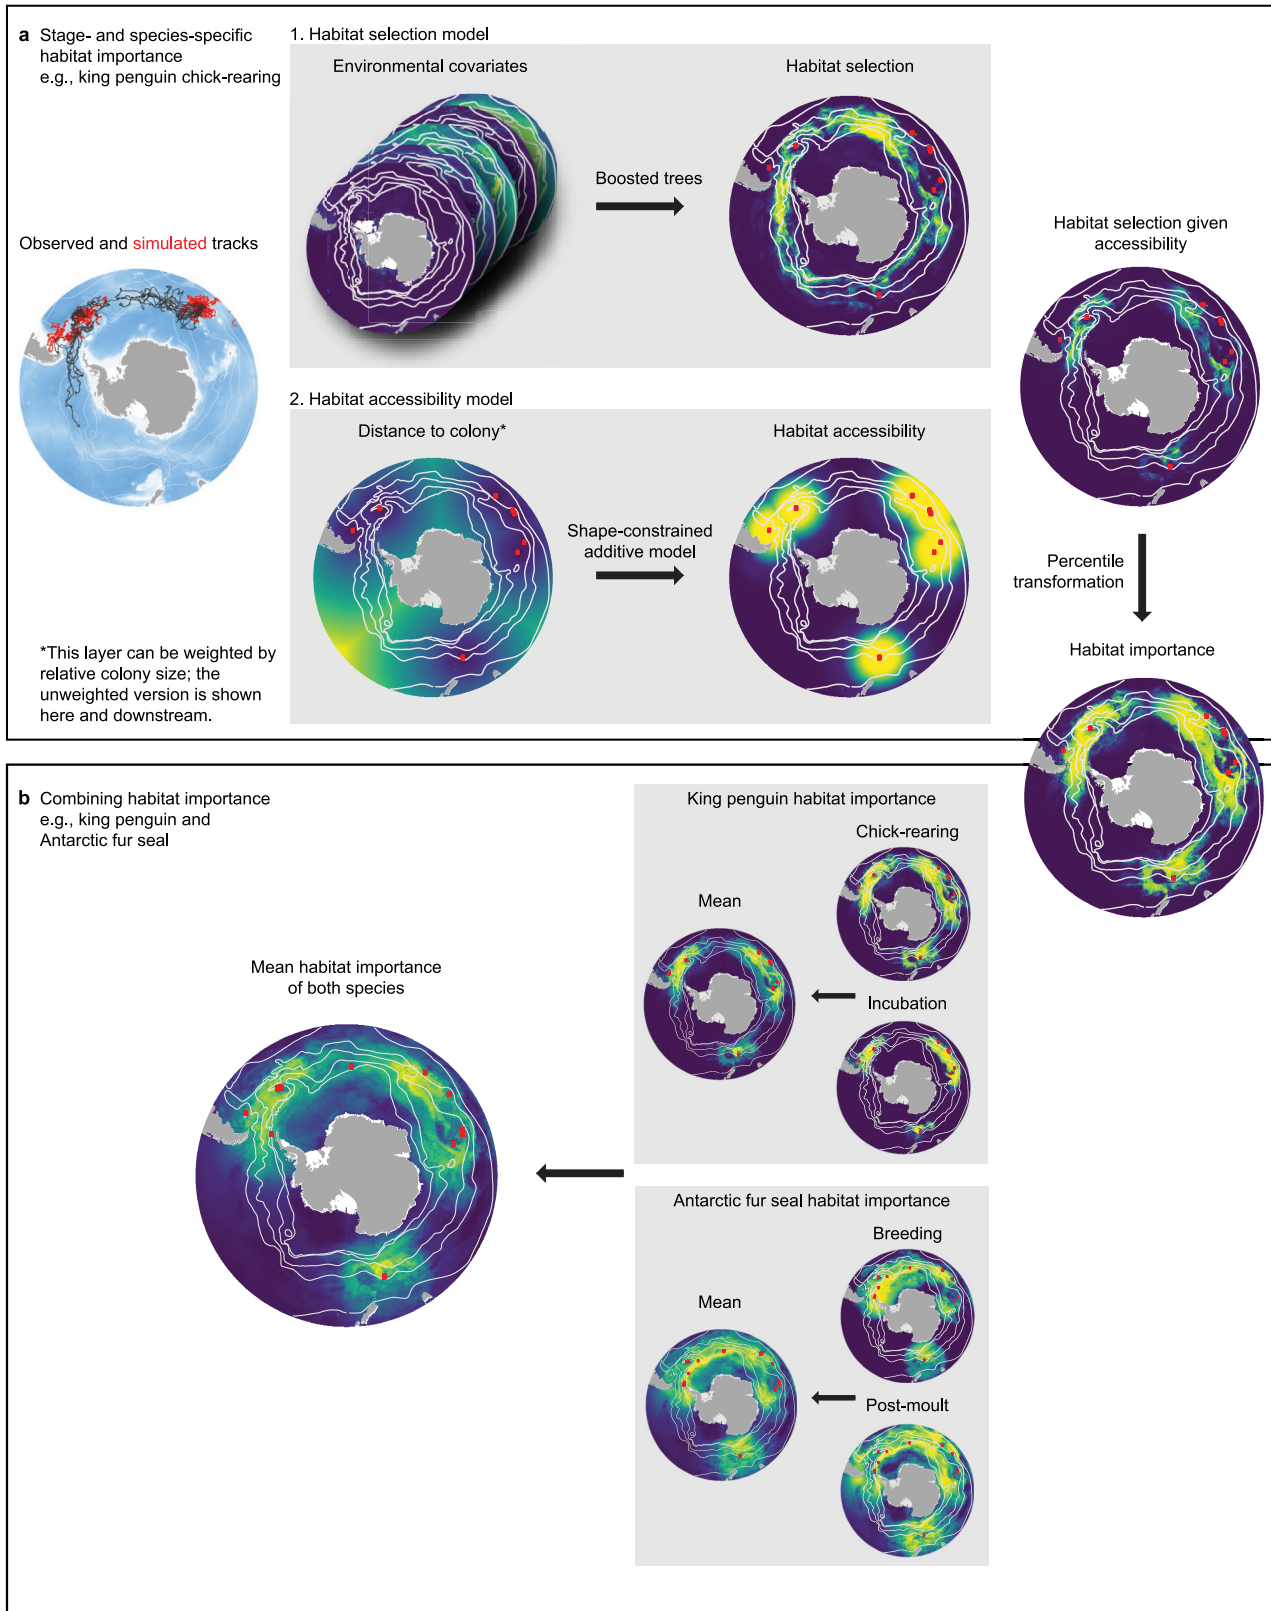 a Stage- and species-specific
habitat importance
e.g., king penguin chick-rearing
Observed and simulated tracks
1. Habitat selection model
Environmental covariates
Boosted trees
Habitat selection
2. Habitat accessibility model
Distance to colony*
Shape-constrained
additive model
Habitat accessibility
*This layer can be weighted by
relative colony size; the
unweighted version is shown
here and downstream.
Habitat selection given
accessibility
Percentile
transformation
Habitat importance
b Combining habitat importance
e.g., king penguin and
Antarctic fur seal
King penguin habitat importance
Chick-rearing
Mean
Incubation
Mean habitat importance
of both species
Antarctic fur seal habitat importance
Breeding
Mean
Post-moult